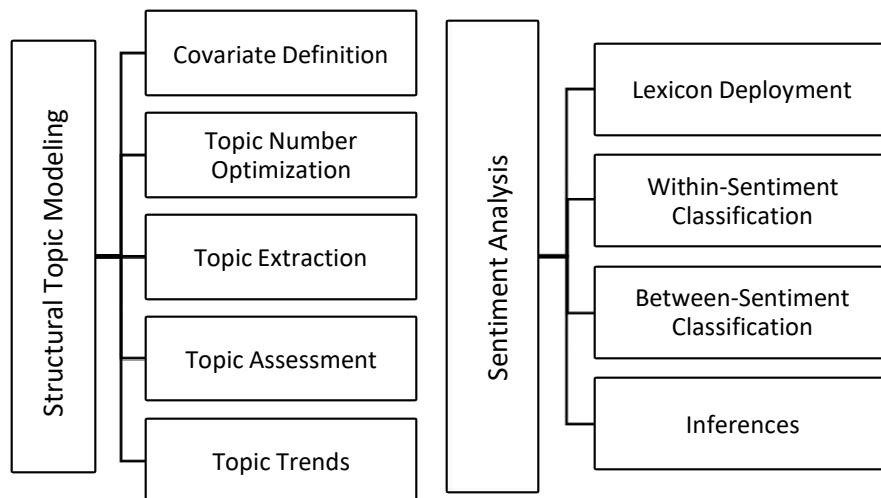 Structural Topic Modeling
Covariate Definition
Topic Number
Optimization
Topic Extraction
Topic Assessment
Topic Trends
Sentiment Analysis
Lexicon Deployment
Within-Sentiment
Classification
Between-Sentiment
Classification
Inferences